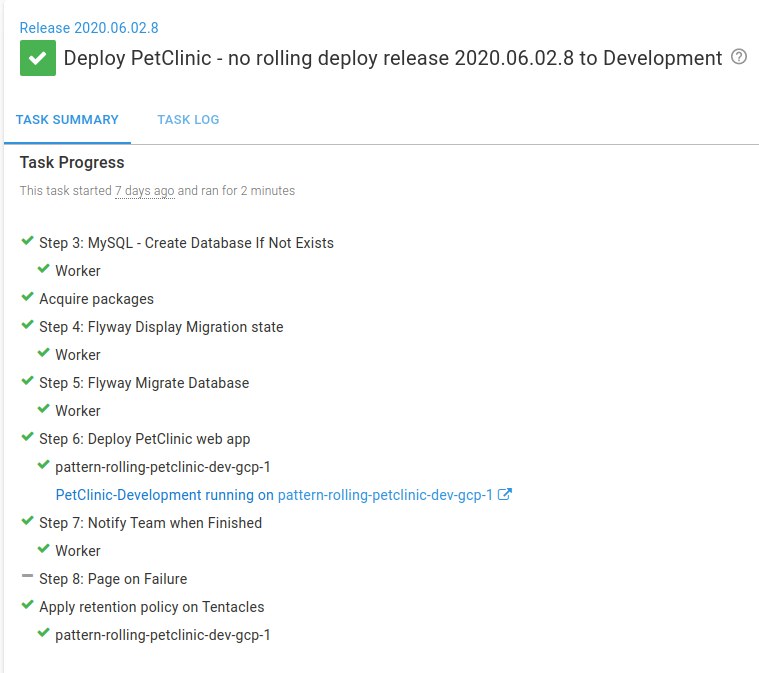 Release 2020.06.02.8
Deploy PetClinic - no rolling deploy release 2020.06.02.8 to Development
TASK SUMMARY TASK LOG
Task Progress
This task started 7 days ago and ran for 2 minutes
Step 3: MySQL - Create Database If Not Exists
Worker
Acquire packages
Step 4: Flyway Display Migration state
Worker
Step 5: Flyway Migrate Database
Worker
Step 6: Deploy PetClinic web app
pattern-rolling-petclinic-dev-gcp-1
PetClinic-Development running on pattern-rolling-petclinic-dev-gcp-1
Step 7: Notify Team when Finished
Worker
Step 8: Page on Failure
Apply retention policy on Tentacles
pattern-rolling-petclinic-dev-gcp-1